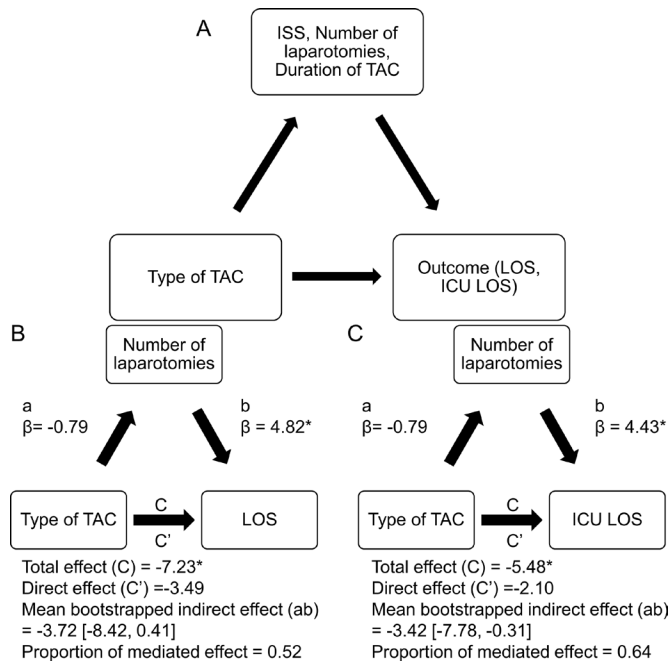 A
ISS, Number of
laparotomies,
Duration of TAC
Type of TAC
Outcome (LOS,
ICU LOS)
B
Number of
laparotomies
a
β= -0.79
b
β = 4.82*
Type of TAC
C
C’
LOS
Total effect (C) = -7.23*
Direct effect (C’) =-3.49
Mean bootstrapped indirect effect (ab)
= -3.72 [-8.42, 0.41]
Proportion of mediated effect = 0.52
C
Number of
laparotomies
a
β= -0.79
b
β = 4.43*
Type of TAC
C
C’
ICU LOS
Total effect (C) = -5.48*
Direct effect (C’) = -2.10
Mean bootstrapped indirect effect (ab)
= -3.42 [-7.78, -0.31]
Proportion of mediated effect = 0.64